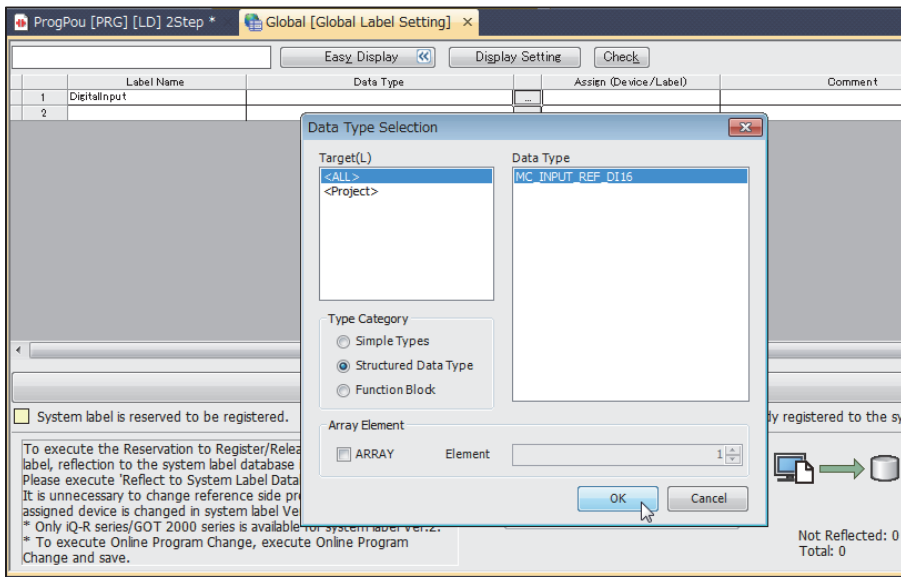 ProgPou [PRG] [LD] 2Step *
Global [Global Label Setting]
Easy Display
Display Setting
Check
Label Name
Data Type
Assign (Device/Label)
Comment
1
DigitalInput
...
2
Data Type Selection
Target(L)
<ALL>
<Project>
Data Type
MC_INPUT_REF_DI16
Type Category
Simple Types
Structured Data Type
Function Block
Array Element
ARRAY
Element
1
OK
Cancel
System label is reserved to be registered.
dy registered to the sy
To execute the Reservation to Register/Relea
label, reflection to the system label database
Please execute 'Reflect to System Label Data
It is unnecessary to change reference side pr
assigned device is changed in system label Ve
* Only iQ-R series/GOT 2000 series is available for system label Ver.2.
* To execute Online Program Change, execute Online Program
Change and save.
Not Reflected: 0
Total: 0